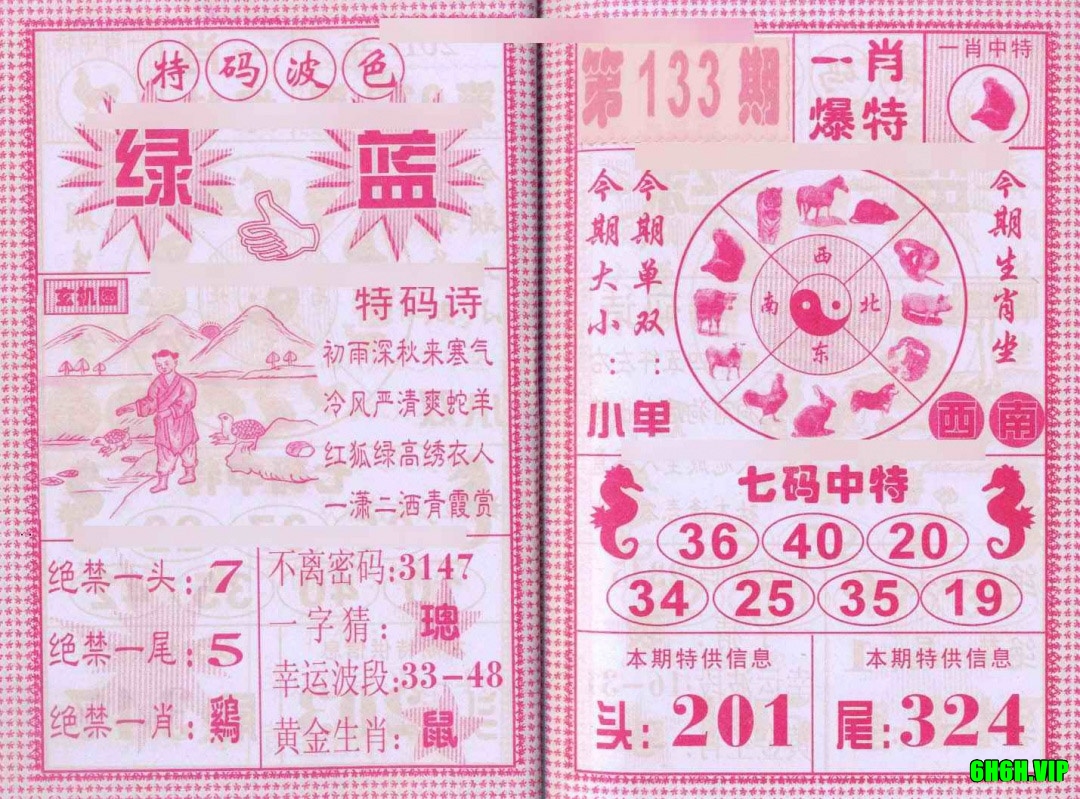 特码波色
绿 蓝
玄机图
特码诗
初雨深秋来寒气
冷风严清爽蛇羊
红狐绿高绣衣人
一潇二洒青霞赏
绝禁一头:7
绝禁一尾:5
绝禁一肖:鷄
不离密码:3147
一字猜:璁
幸运波段:33-48
黄金生肖:鼠
第133期
一肖
爆特
一肖中特
今期大小:小
今期单双:单
西
南 北
东
今期生肖坐
西南
七码中特
36 40 20
34 25 35 19
本期特供信息
头:201
本期特供信息
尾:324
6H6H.VIP